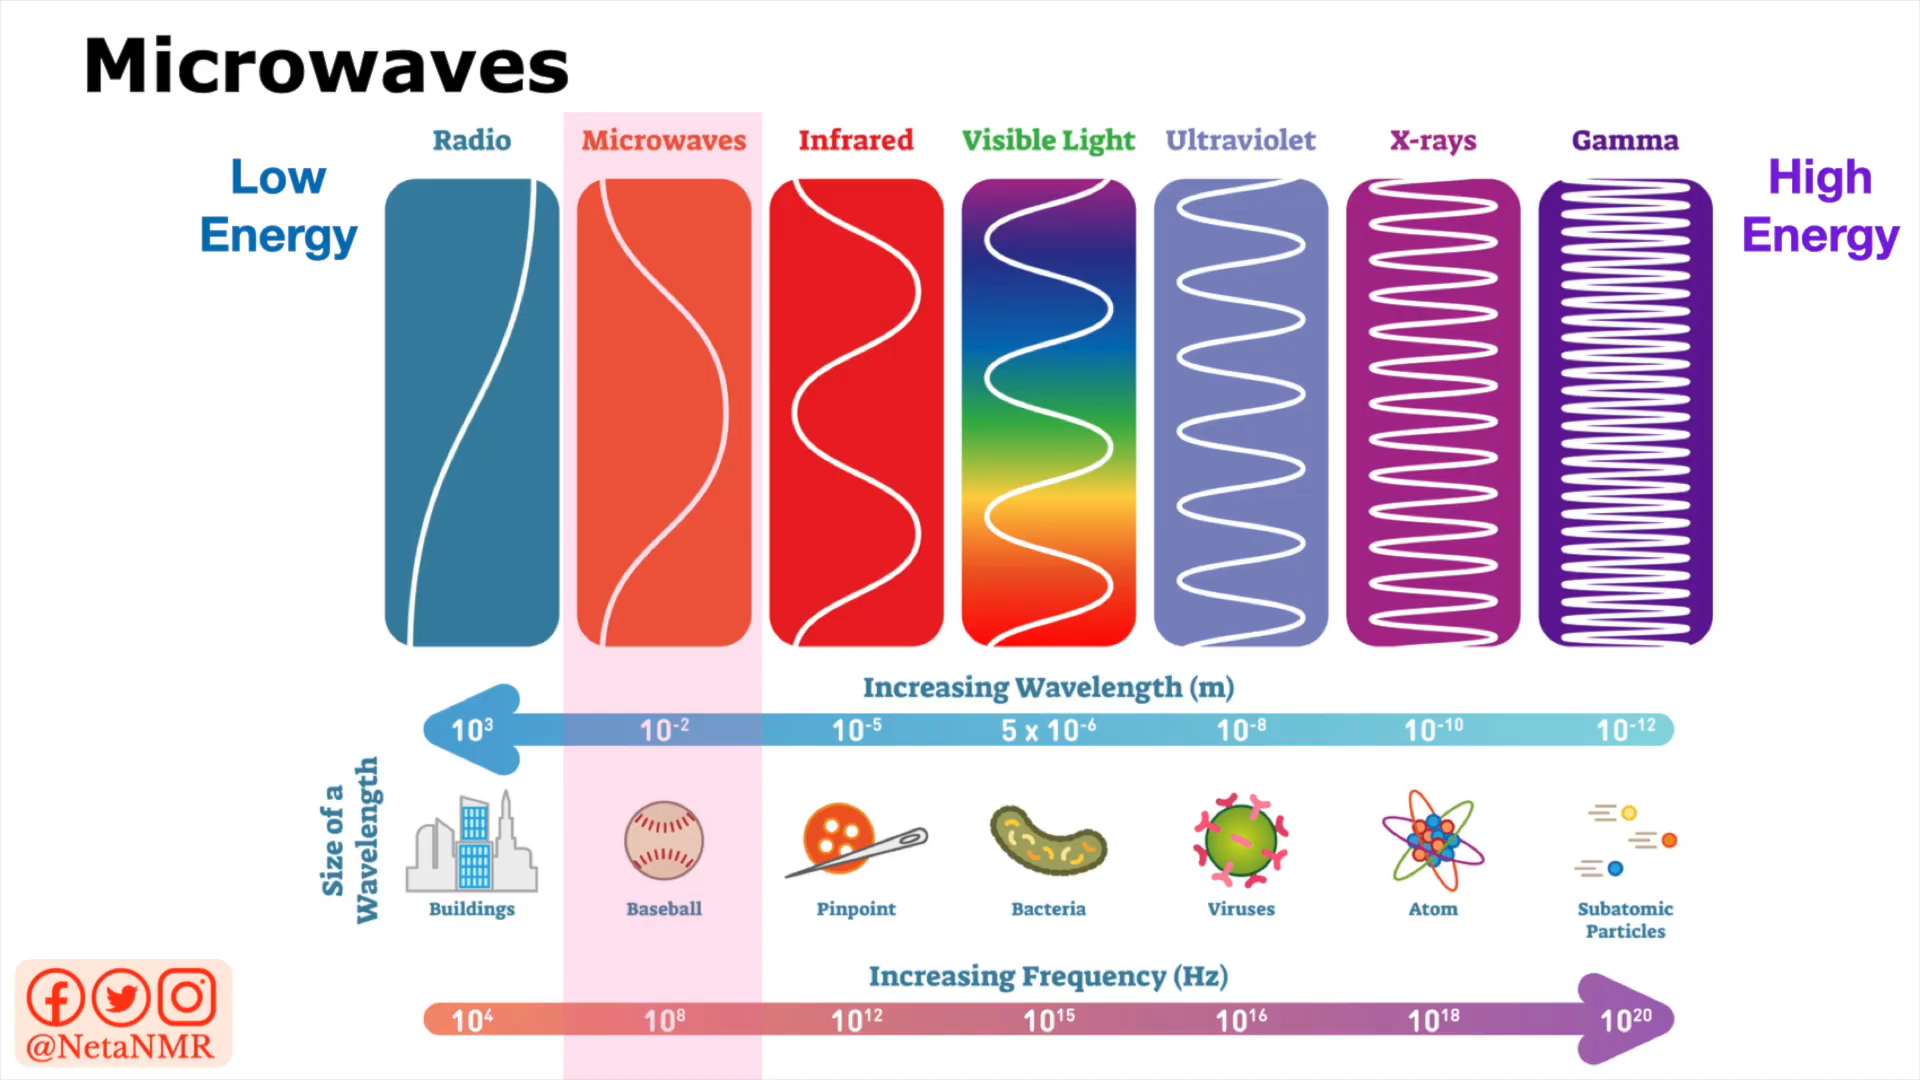 Microwaves
Radio
Microwaves
Infrared
Visible Light
Ultraviolet
X-rays
Gamma
Low
Energy
High
Energy
Increasing Wavelength (m)
10³ 10⁻² 10⁻⁵ 5 x 10⁻⁶ 10⁻⁸ 10⁻¹⁰ 10⁻¹²
Size of a
Wavelength
Buildings
Baseball
Pinpoint
Bacteria
Viruses
Atom
Subatomic
Particles
Increasing Frequency (Hz)
10⁴ 10⁸ 10¹² 10¹⁵ 10¹⁶ 10¹⁸ 10²⁰
@NetaNMR